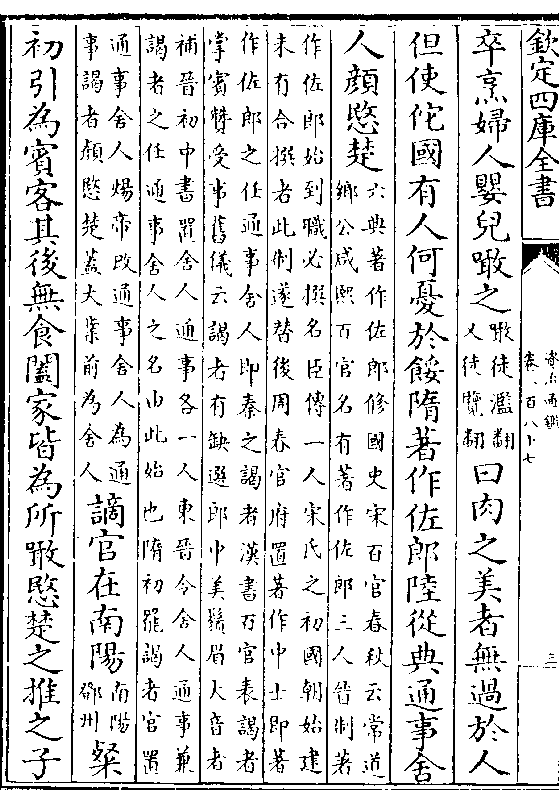 欽定四庫全書
資治通鑑
卷一百八十七
三
卒烹婦人嬰兒噉之噉徒濫翻
又徒覽翻曰肉之美者無過於人
但使佗國有人何憂於餒隋著作佐郎陸從典通事舍
人顔愍楚六典著作佐郎修國史宋百官春秋云常道
鄉公咸熙百官名有著作佐郎三人晉制著
作佐郎始到職必撰名臣傳一人宋氏之初國朝始建
未有合撰者此制遂替後周春官府置著作中士即著
作佐郎之任通事舍人即秦之謁者漢書百官表謁者
掌賓贊受事舊儀云謁者有缺選郎中美鬚眉大音者
補晉初中書置舍人通事各一人東晉令舍人通事兼
謁者之任通事舍人之名由此始也隋初罷謁者官置
通事舍人煬帝改通事舍人為通
事謁者顔愍楚蓋大業前為舍人謫官在南陽南陽
鄧州粲
初引為賓客其後無食闔家皆為所噉愍楚之推之子